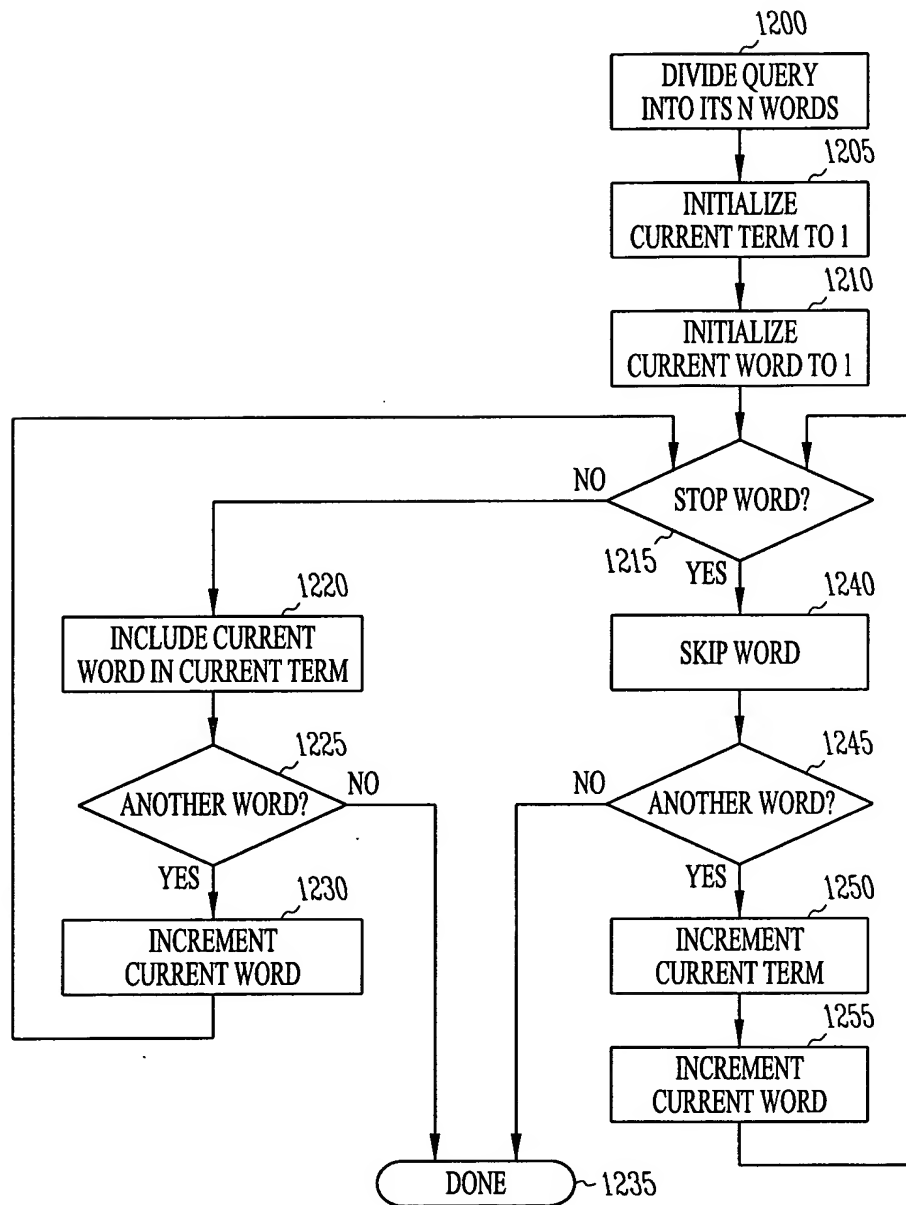 1200
DIVIDE QUERY
INTO ITS N WORDS
1205
INITIALIZE
CURRENT TERM TO 1
1210
INITIALIZE
CURRENT WORD TO 1
NO
STOP WORD?
1215
YES
1220
INCLUDE CURRENT
WORD IN CURRENT TERM
1240
SKIP WORD
1225
ANOTHER WORD?
NO
YES
1245
NO
ANOTHER WORD?
YES
1230
INCREMENT
CURRENT WORD
1250
INCREMENT
CURRENT TERM
1255
INCREMENT
CURRENT WORD
DONE
1235